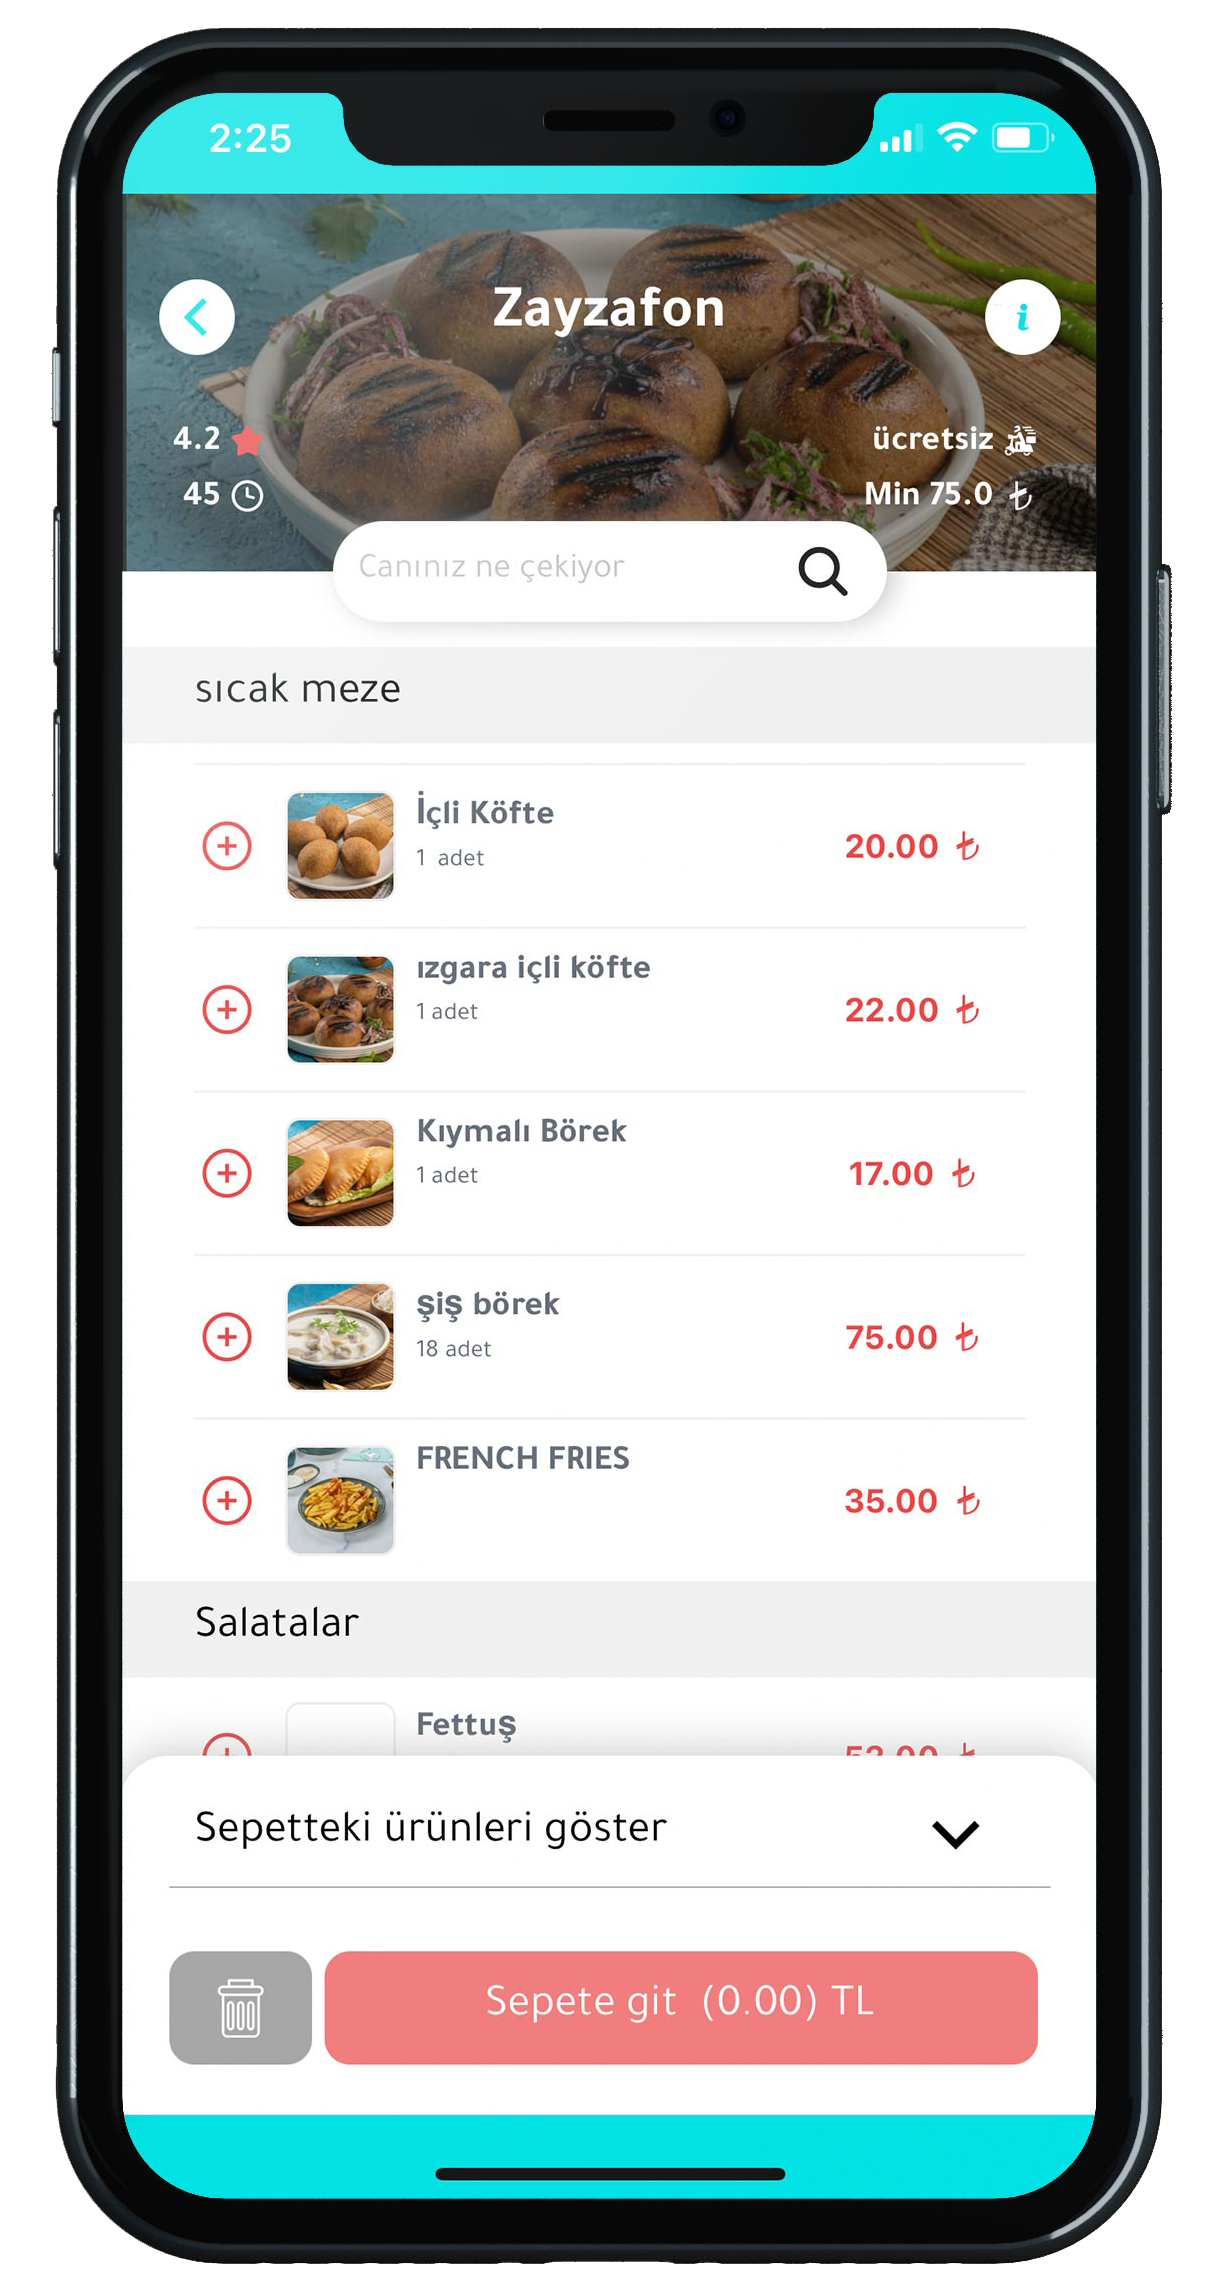 2:25
Zayzafon
4.2
ücretsiz
45
Min 75.0 ₺
Canınız ne çekiyor
sıcak meze
İçli Köfte
1 adet
20.00 ₺
ızgara içli köfte
1 adet
22.00 ₺
Kıymalı Börek
1 adet
17.00 ₺
şiş börek
18 adet
75.00 ₺
FRENCH FRIES
35.00 ₺
Salatalar
Fettuş
Sepetteki ürünleri göster
Sepete git (0.00) TL